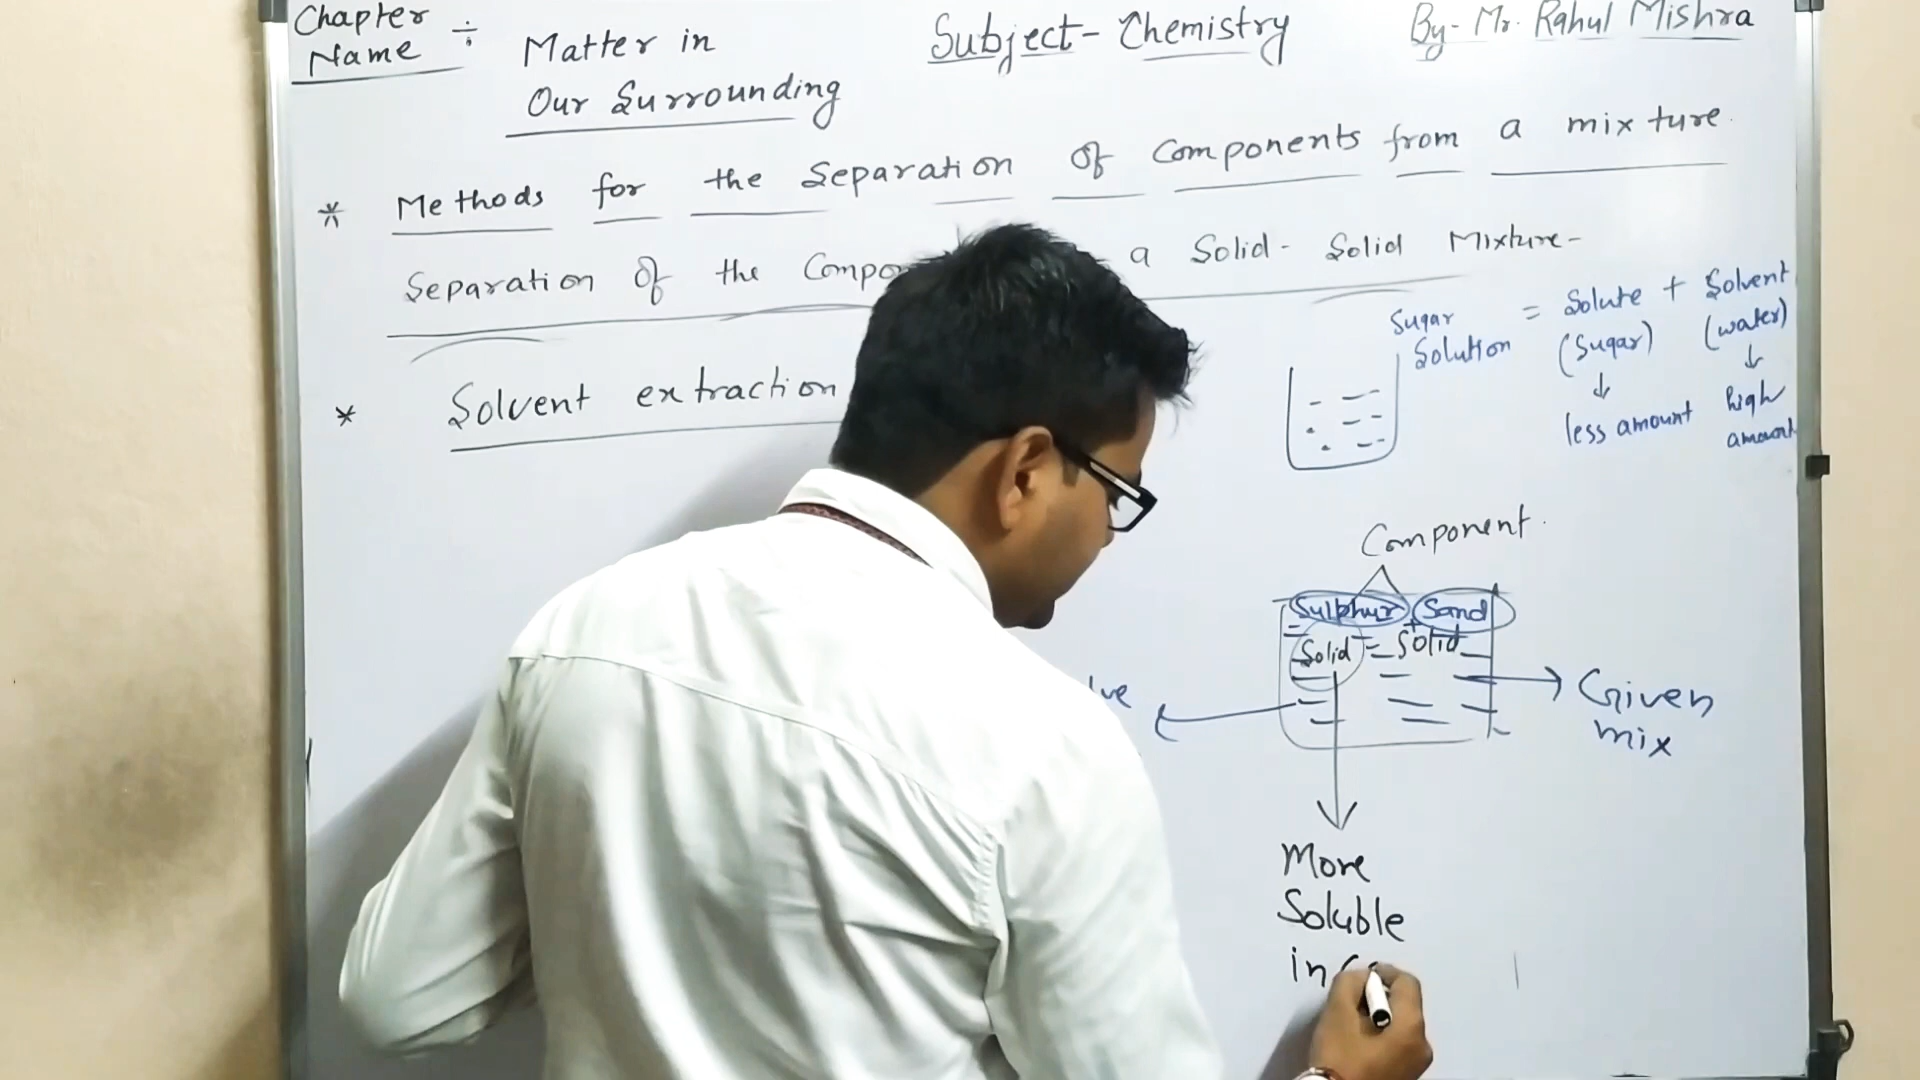 Chapter Name ÷ Matter in Our Surrounding
Subject- Chemistry
By- Mr. Rahul Mishra
* Methods for the Separation of Components from a mixture
Separation of the a Solid- Solid Mixture-
* Solvent extraction
Sugar Solution = Solute + Solvent
(Sugar) (water)
↓ ↓
less amount high amount
Component
Sulphur + Sand
Solid Solid
Given mix
More
Soluble
in